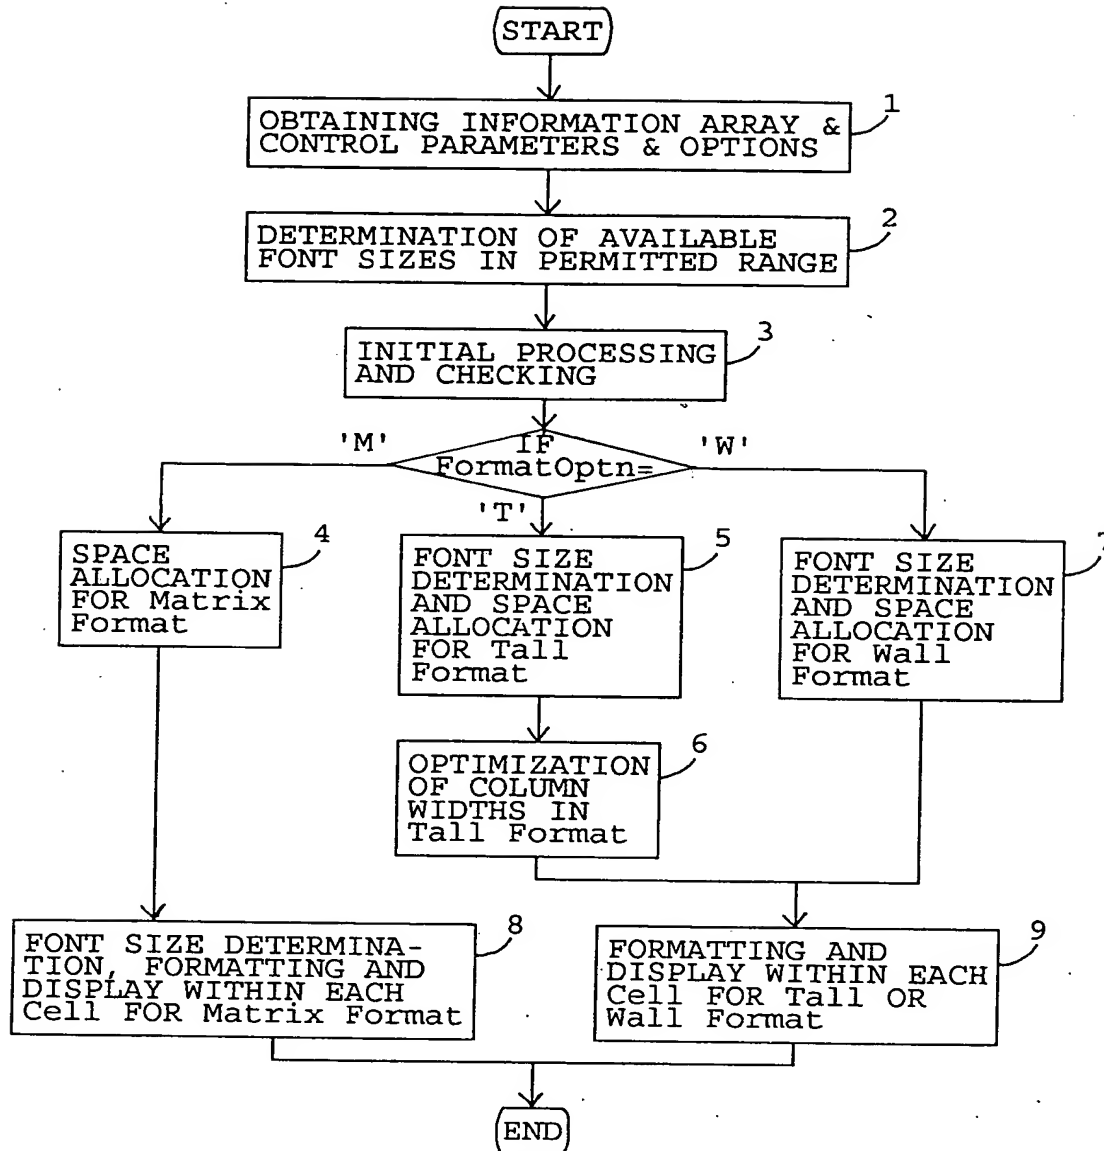 START
1
OBTAINING INFORMATION ARRAY &
CONTROL PARAMETERS & OPTIONS
2
DETERMINATION OF AVAILABLE
FONT SIZES IN PERMITTED RANGE
3
INITIAL PROCESSING
AND CHECKING
IF
FormatOptn=
'M'
'W'
'T'
4
SPACE
ALLOCATION
FOR Matrix
Format
5
FONT SIZE
DETERMINATION
AND SPACE
ALLOCATION
FOR Tall
Format
7
FONT SIZE
DETERMINATION
AND SPACE
ALLOCATION
FOR Wall
Format
6
OPTIMIZATION
OF COLUMN
WIDTHS IN
Tall Format
8
FONT SIZE DETERMINA-
TION, FORMATTING AND
DISPLAY WITHIN EACH
Cell FOR Matrix Format
9
FORMATTING AND
DISPLAY WITHIN EACH
Cell FOR Tall OR
Wall Format
END